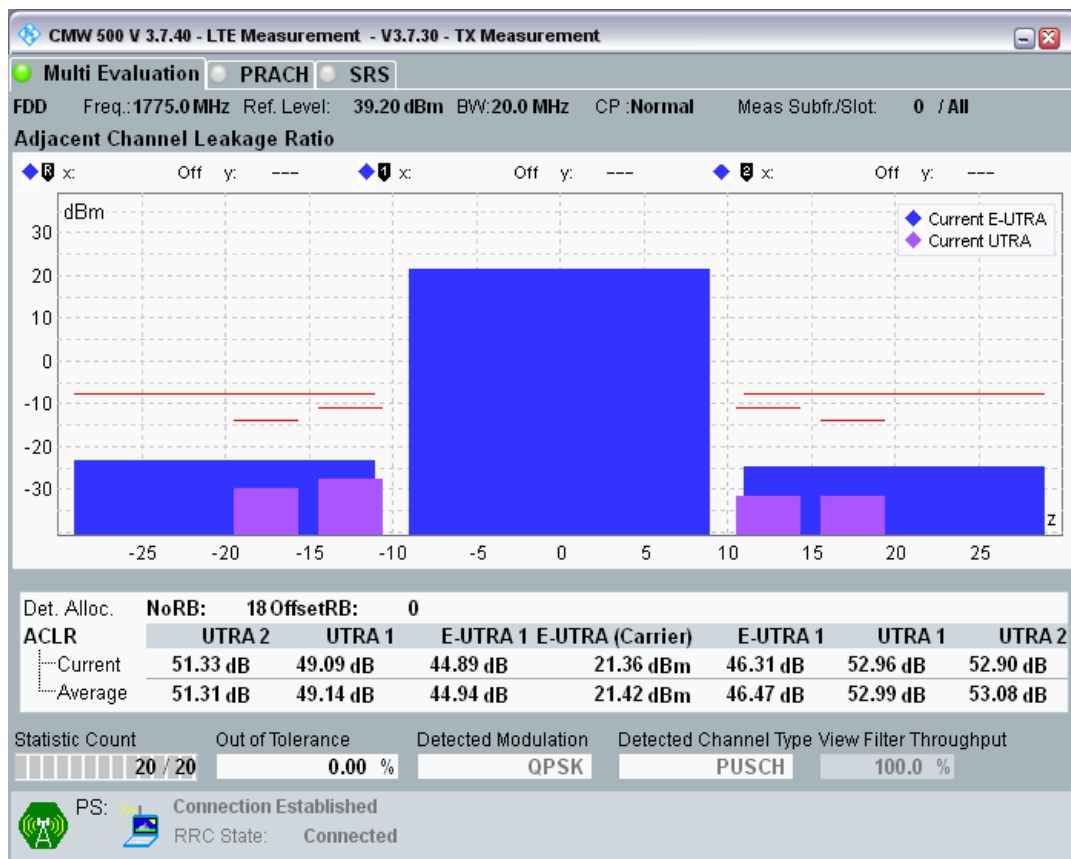 CMW 500 V 3.7.40 - LTE Measurement - V3.7.30 - TX Measurement
Multi Evaluation PRACH SRS
FDD Freq.:1775.0 MHz Ref. Level: 39.20 dBm BW:20.0 MHz CP :Normal Meas Subfr./Slot: 0 / All
Adjacent Channel Leakage Ratio
R x: Off y: --- 1 x: Off y: --- 2 x: Off y: ---
dBm
Current E-UTRA
Current UTRA
30
20
10
0
-10
-20
-30
z
-25 -20 -15 -10 -5 0 5 10 15 20 25
Det. Alloc. NoRB: 18 OffsetRB: 0
ACLR UTRA 2 UTRA 1 E-UTRA 1 E-UTRA (Carrier) E-UTRA 1 UTRA 1 UTRA 2
Current 51.33 dB 49.09 dB 44.89 dB 21.36 dBm 46.31 dB 52.96 dB 52.90 dB
Average 51.31 dB 49.14 dB 44.94 dB 21.42 dBm 46.47 dB 52.99 dB 53.08 dB
Statistic Count Out of Tolerance Detected Modulation Detected Channel Type View Filter Throughput
20 / 20 0.00 % QPSK PUSCH 100.0 %
PS: Connection Established
RRC State: Connected